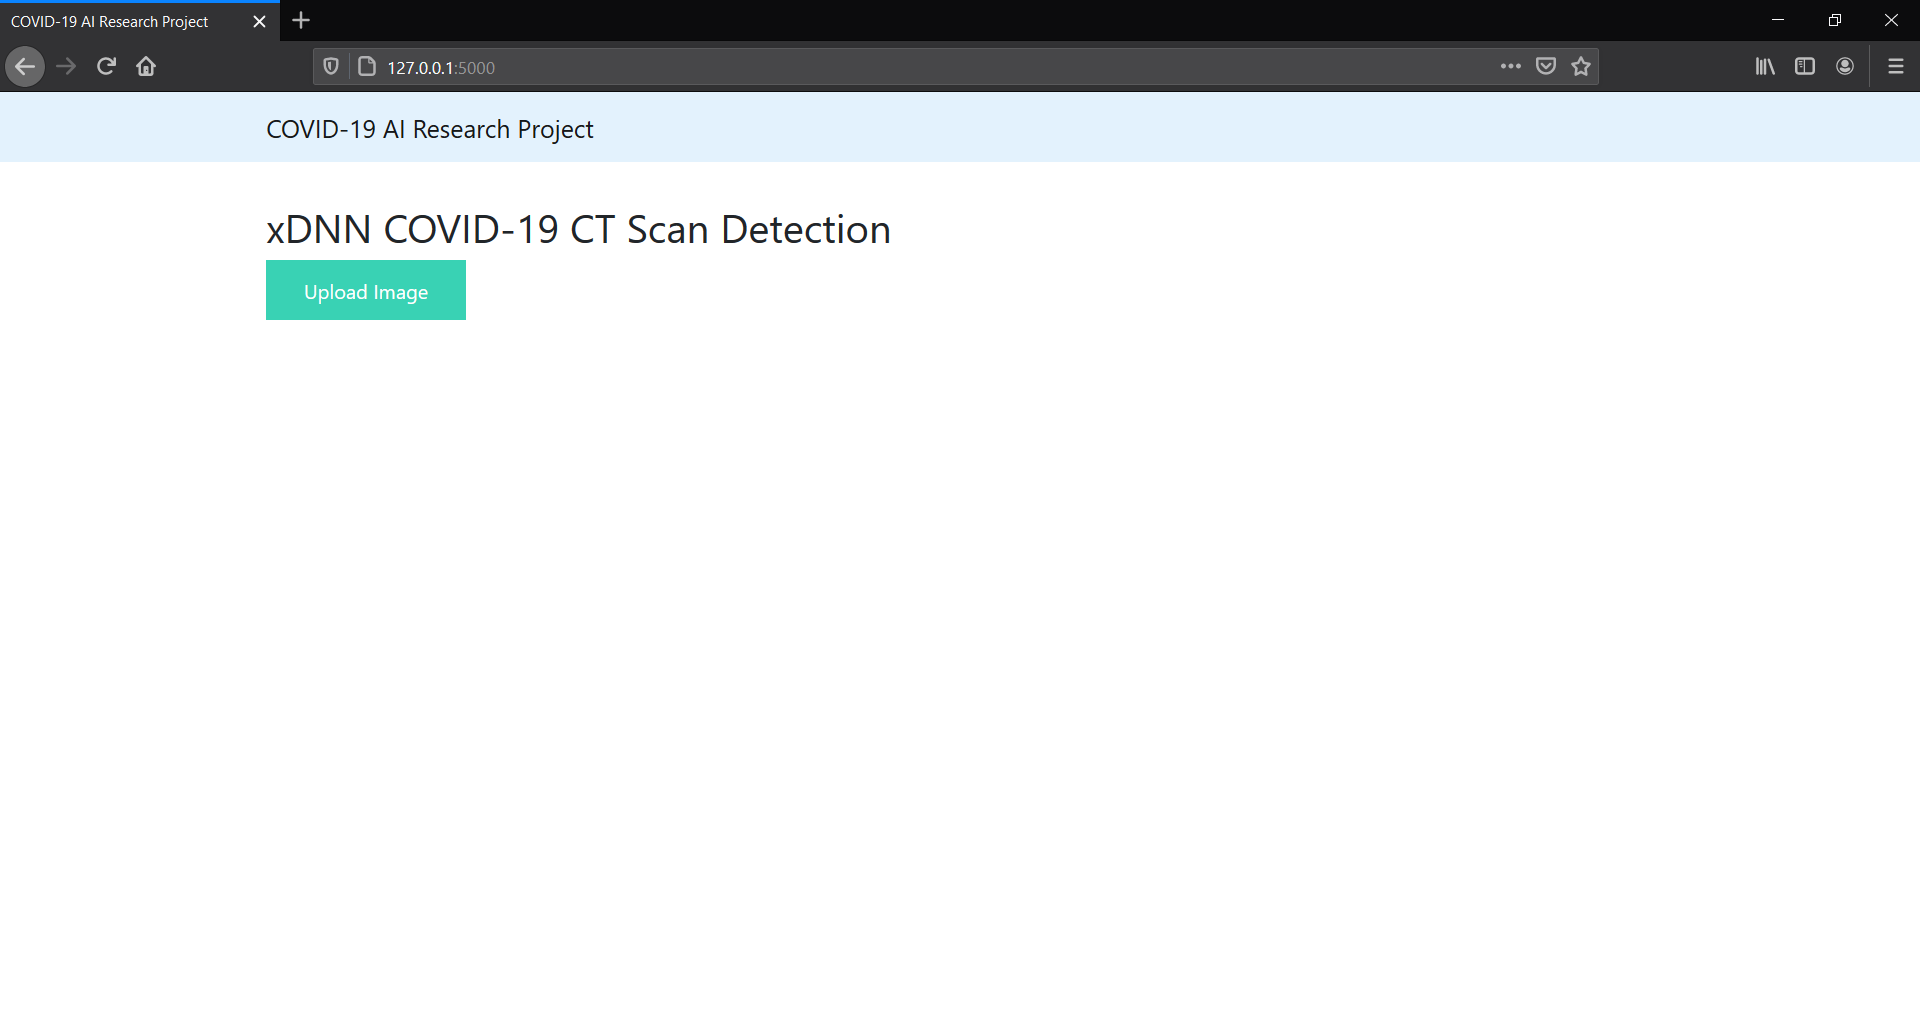 COVID-19 AI Research Project
127.0.0.1:5000
COVID-19 AI Research Project
xDNN COVID-19 CT Scan Detection
Upload Image